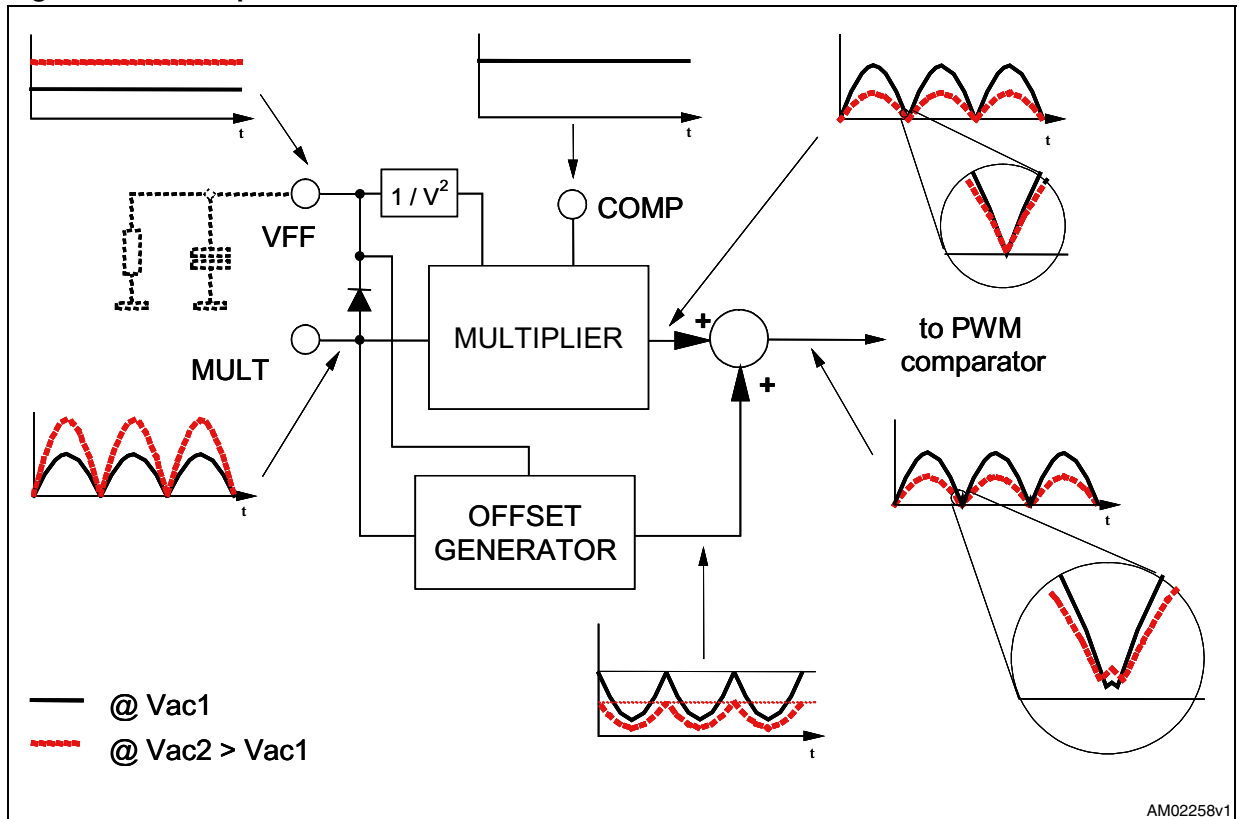 t
t
t
1 / V²
VFF
COMP
MULTIPLIER
+
to PWM
comparator
MULT
+
t
t
OFFSET
GENERATOR
t
@ Vac1
@ Vac2 > Vac1
AM02258v1